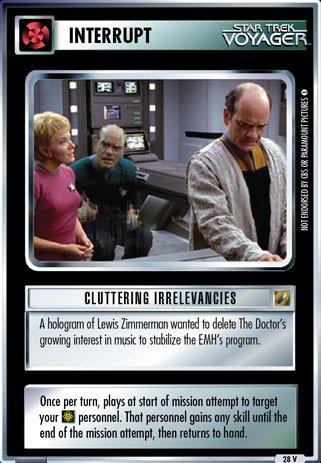 INTERRUPT
STAR TREK
VOYAGER
NOT ENDORSED BY CBS OR PARAMOUNT PICTURES
CLUTTERING IRRELEVANCIES
A hologram of Lewis Zimmerman wanted to delete The Doctor's
growing interest in music to stabilize the EMH's program.
Once per turn, plays at start of mission attempt to target
your personnel. That personnel gains any skill until the
end of the mission attempt, then returns to hand.
28 V